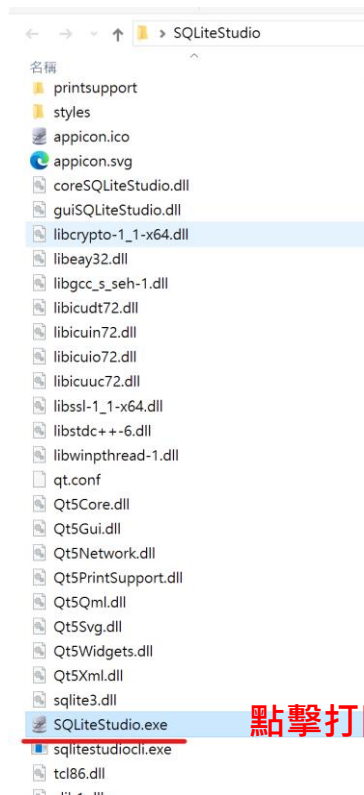 SQLiteStudio
名稱
printsupport
styles
appicon.ico
appicon.svg
coreSQLiteStudio.dll
guiSQLiteStudio.dll
libcrypto-1_1-x64.dll
libeay32.dll
libgcc_s_seh-1.dll
libicudt72.dll
libicuin72.dll
libicuio72.dll
libicuuc72.dll
libssl-1_1-x64.dll
libstdc++-6.dll
libwinpthread-1.dll
qt.conf
Qt5Core.dll
Qt5Gui.dll
Qt5Network.dll
Qt5PrintSupport.dll
Qt5Qml.dll
Qt5Svg.dll
Qt5Widgets.dll
Qt5Xml.dll
sqlite3.dll
SQLiteStudio.exe 點擊打
sqlitestudiocli.exe
tcl86.dll